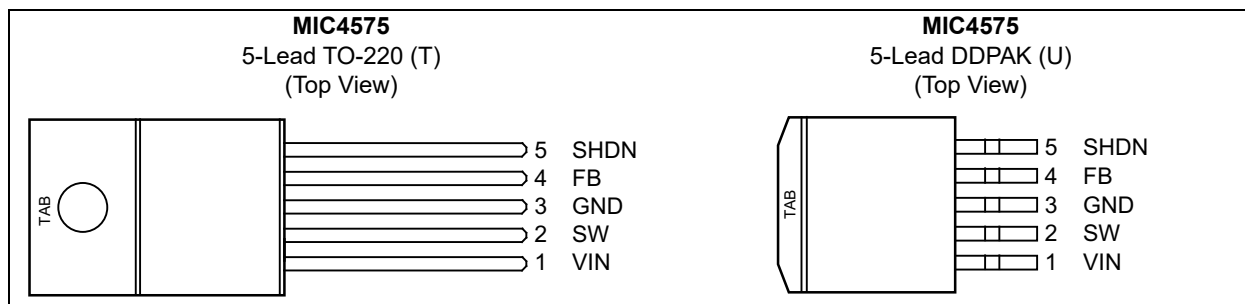 MIC4575
5-Lead TO-220 (T)
(Top View)
TAB
5 SHDN
4 FB
3 GND
2 SW
1 VIN
MIC4575
5-Lead DDPAK (U)
(Top View)
TAB
5 SHDN
4 FB
3 GND
2 SW
1 VIN